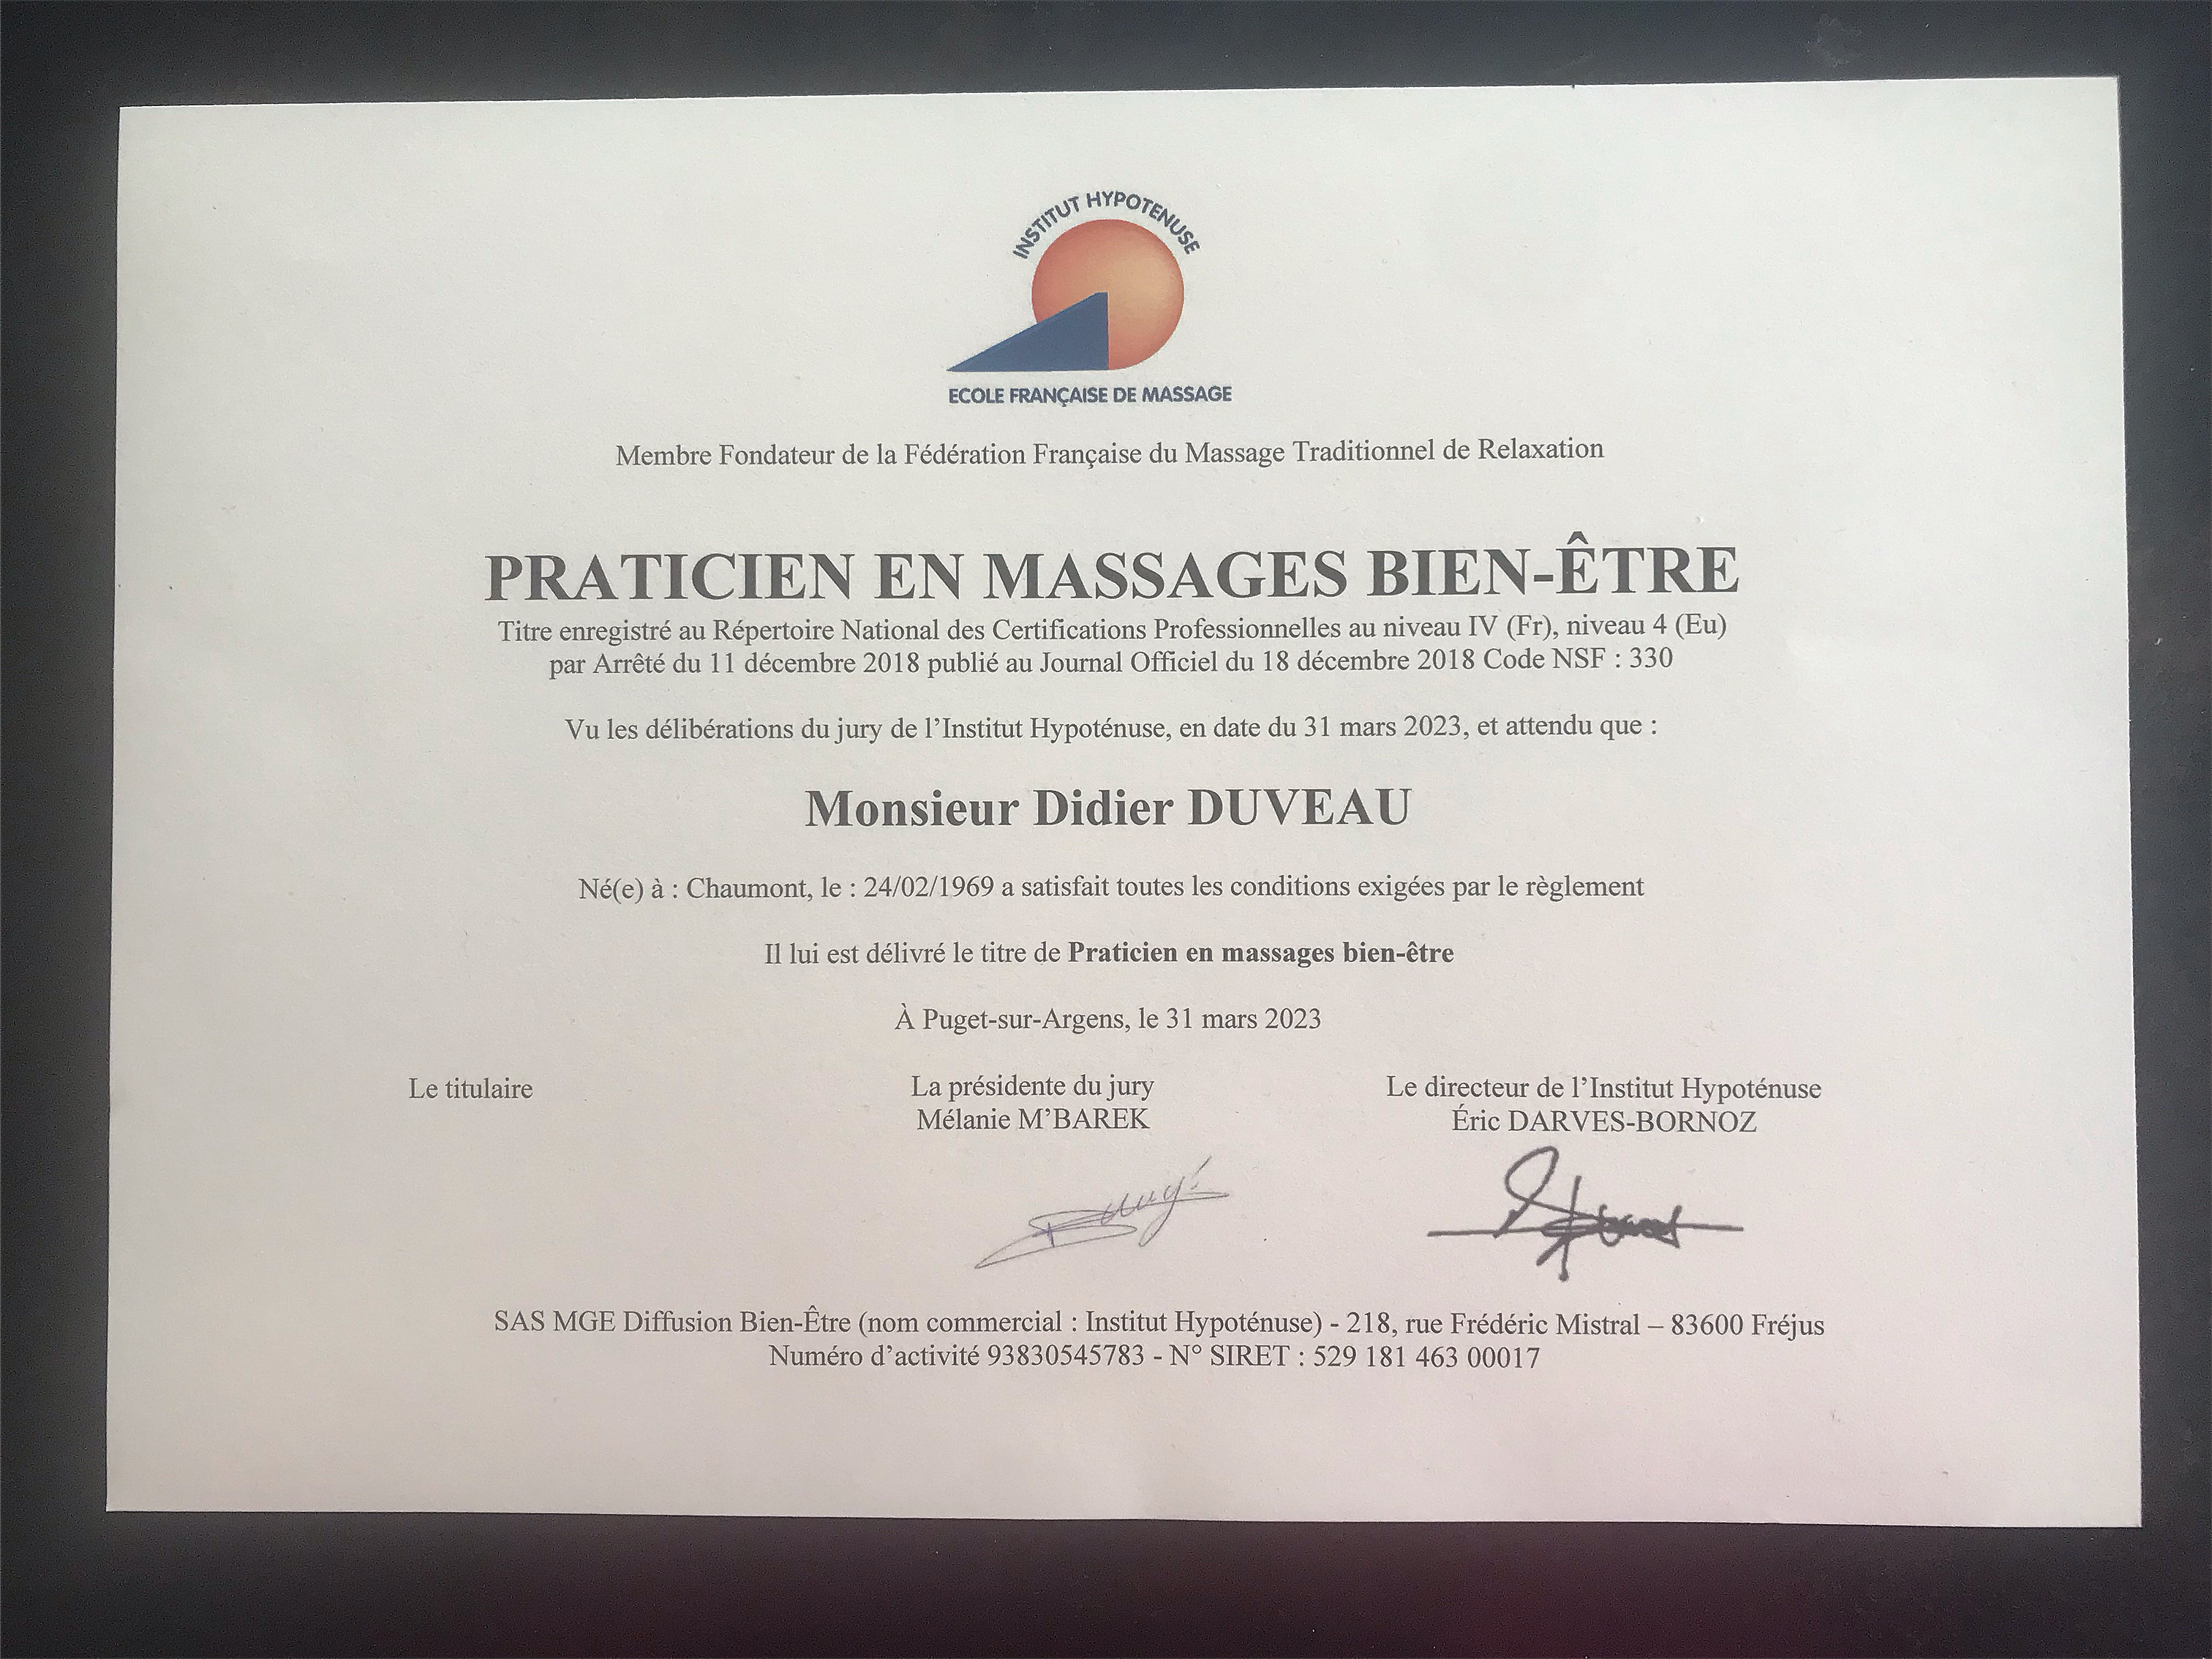 INSTITUT HYPOTENUSE
ECOLE FRANÇAISE DE MASSAGE
Membre Fondateur de la Fédération Française du Massage Traditionnel de Relaxation
PRATICIEN EN MASSAGES BIEN-ÊTRE
Titre enregistré au Répertoire National des Certifications Professionnelles au niveau IV (Fr), niveau 4 (Eu)
par Arrêté du 11 décembre 2018 publié au Journal Officiel du 18 décembre 2018 Code NSF : 330
Vu les délibérations du jury de l’Institut Hypoténuse, en date du 31 mars 2023, et attendu que :
Monsieur Didier DUVEAU
Né(e) à : Chaumont, le : 24/02/1969 a satisfait toutes les conditions exigées par le règlement
Il lui est délivré le titre de Praticien en massages bien-être
À Puget-sur-Argens, le 31 mars 2023
Le titulaire
La présidente du jury
Mélanie M’BAREK
Le directeur de l’Institut Hypoténuse
Éric DARVES-BORNOZ
SAS MGE Diffusion Bien-Être (nom commercial : Institut Hypoténuse) - 218, rue Frédéric Mistral – 83600 Fréjus
Numéro d’activité 93830545783 - N° SIRET : 529 181 463 00017